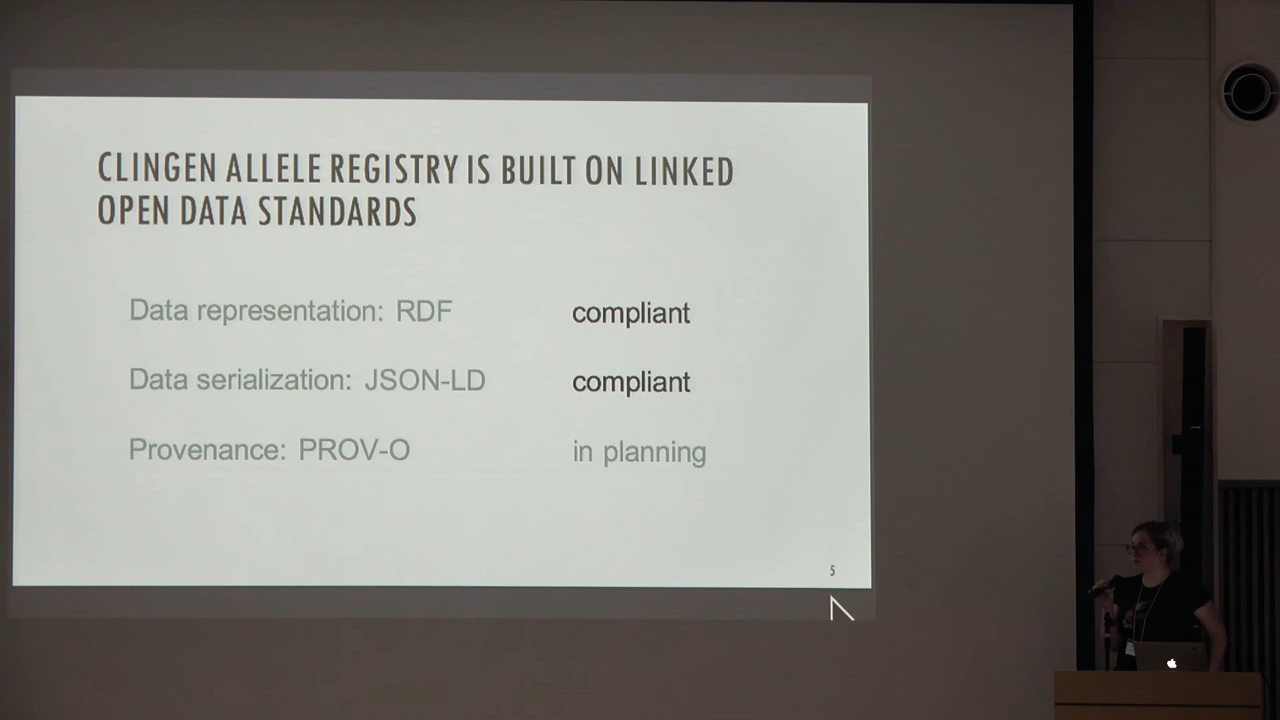 CLINGEN ALLELE REGISTRY IS BUILT ON LINKED
OPEN DATA STANDARDS
Data representation: RDF compliant
Data serialization: JSON-LD compliant
Provenance: PROV-O in planning
5